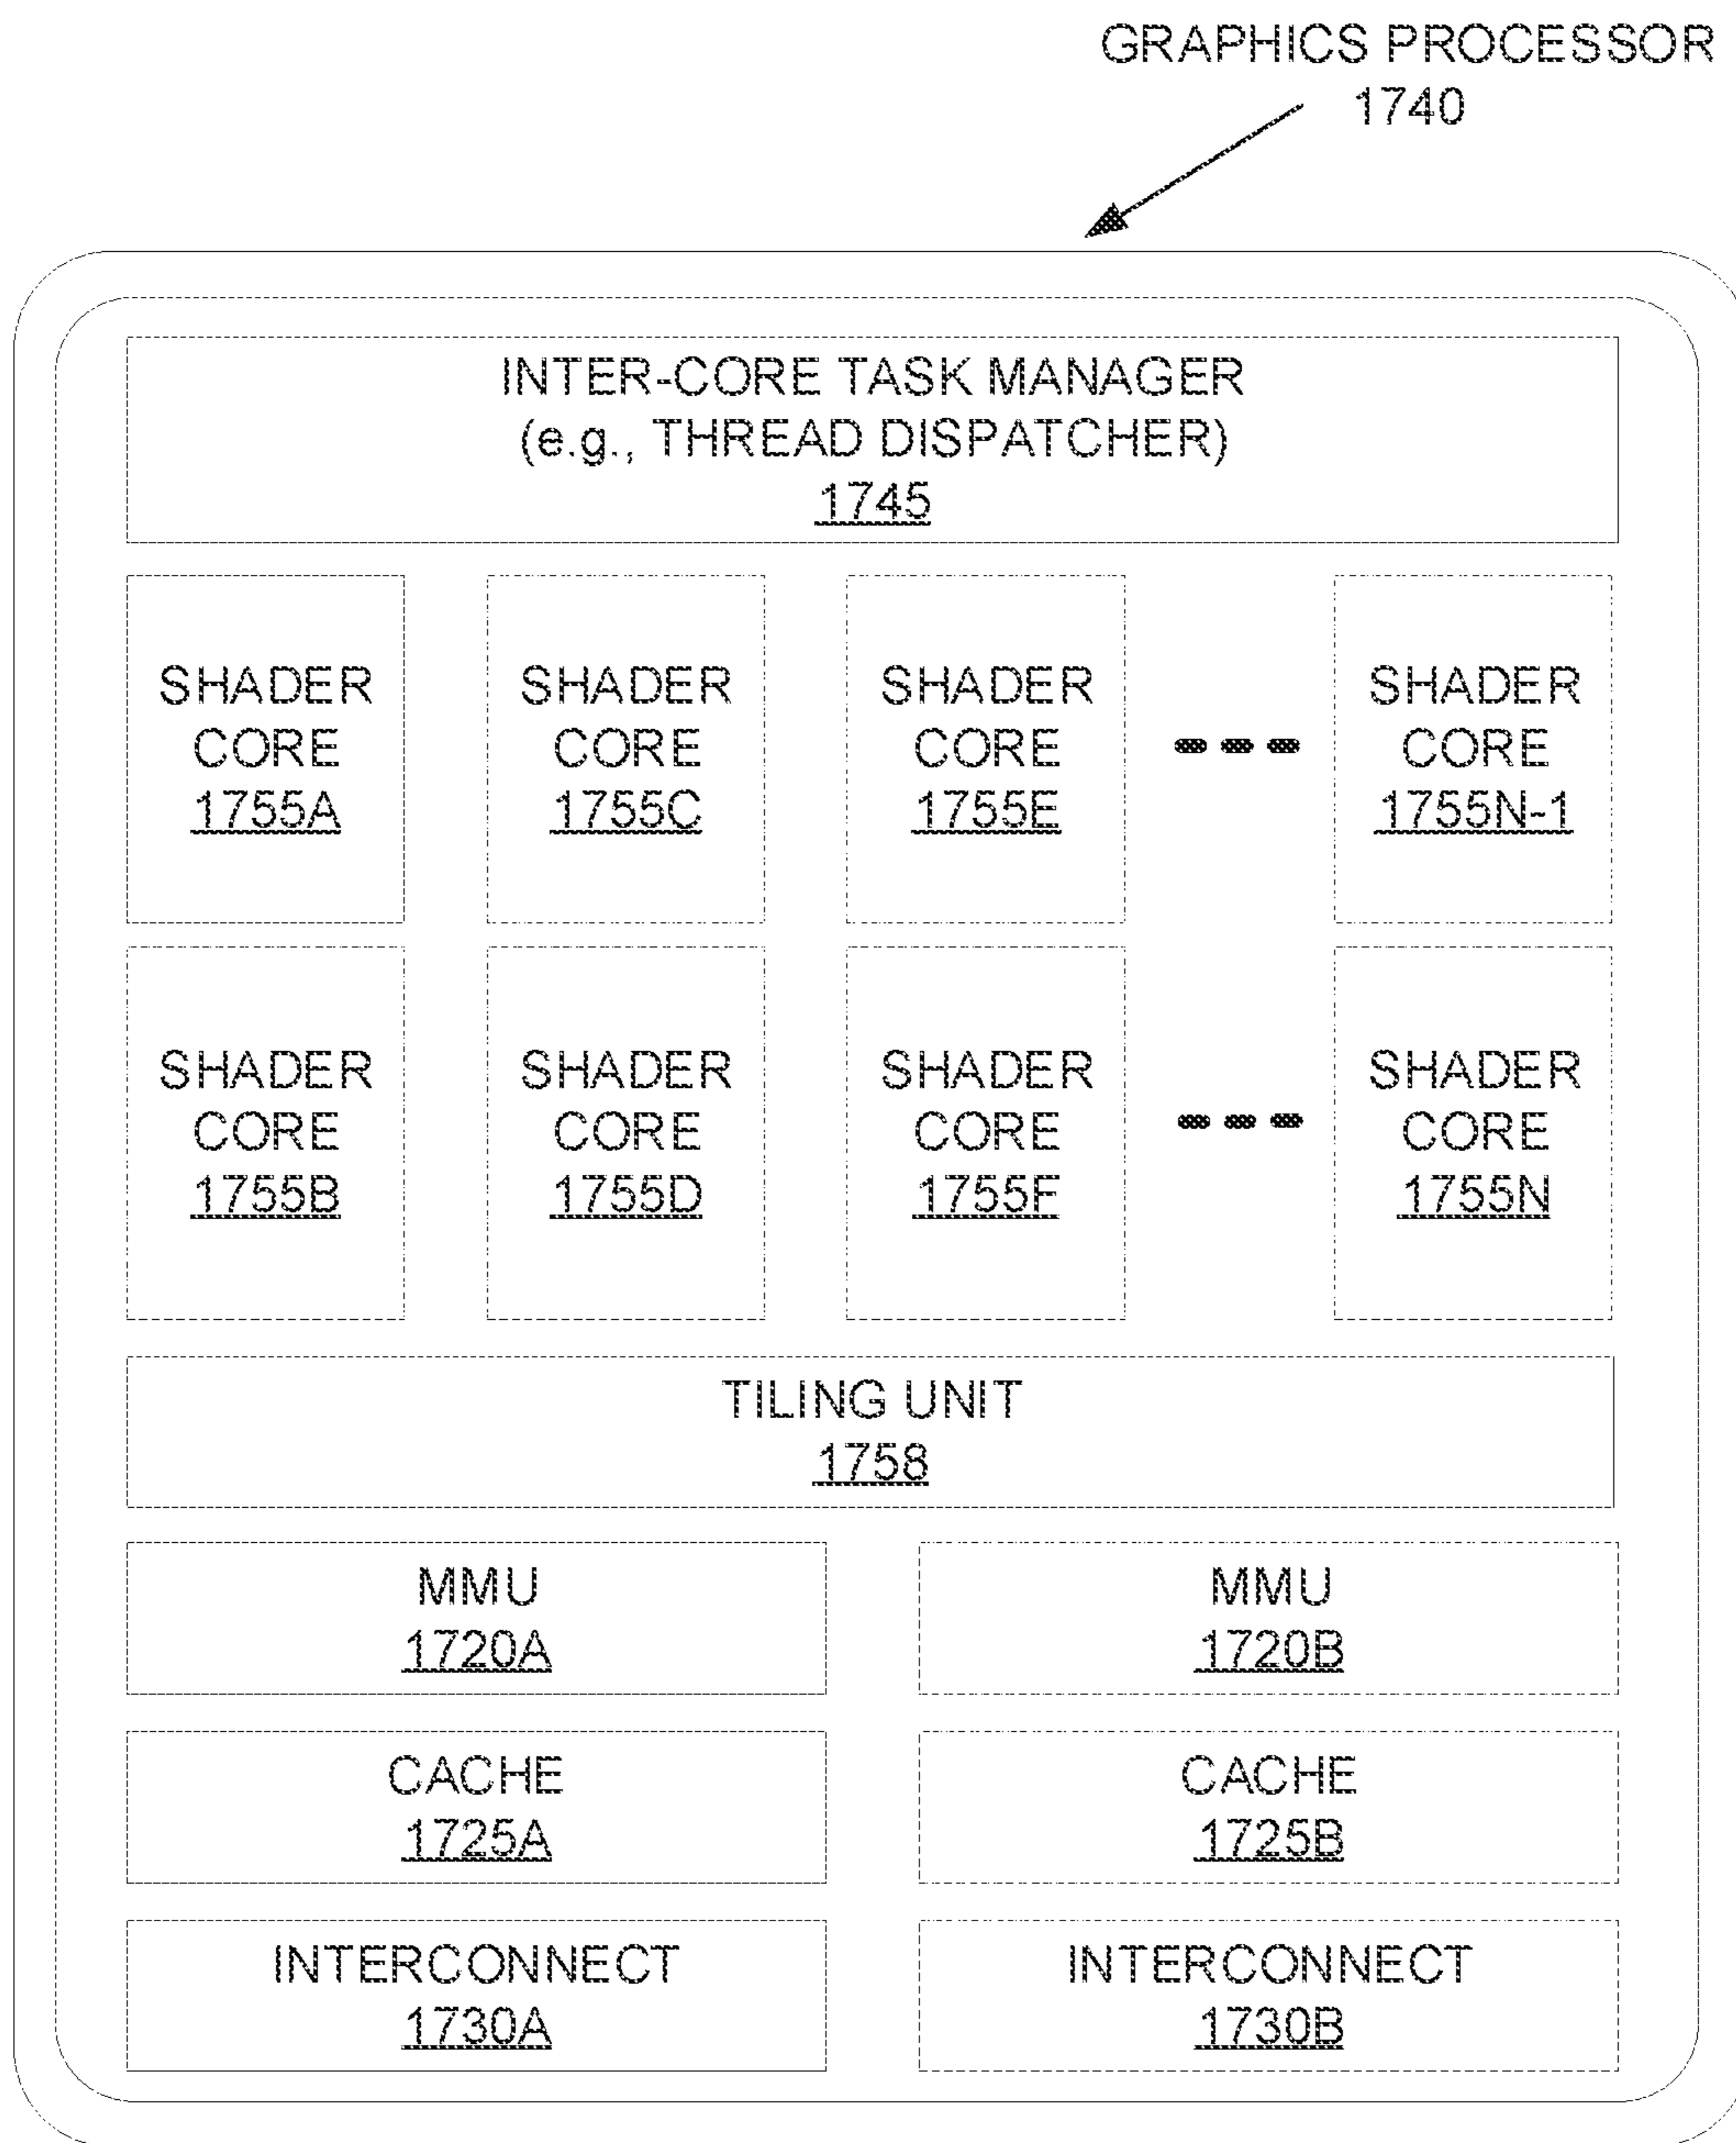 GRAPHICS PROCESSOR
1740
INTER-CORE TASK MANAGER
(e.g., THREAD DISPATCHER)
1745
SHADER
CORE
1755A
SHADER
CORE
1755C
SHADER
CORE
1755E
SHADER
CORE
1755N-1
SHADER
CORE
1755B
SHADER
CORE
1755D
SHADER
CORE
1755F
SHADER
CORE
1755N
TILING UNIT
1758
MMU
1720A
MMU
1720B
CACHE
1725A
CACHE
1725B
INTERCONNECT
1730A
INTERCONNECT
1730B